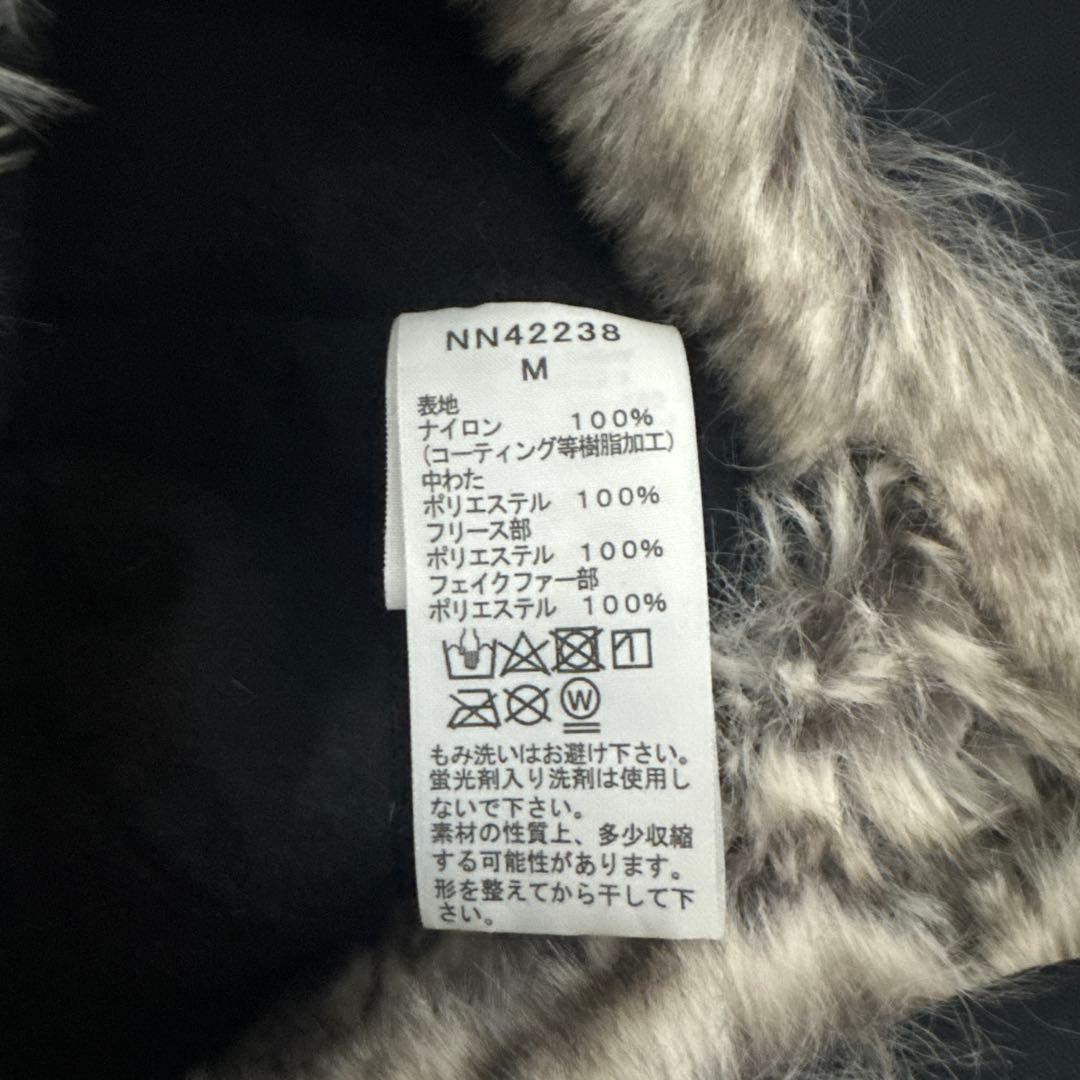 NN42238
M
表地
ナイロン 100%
(コーティング等樹脂加工)
中わた
ポリエステル 100%
フリース部
ポリエステル 100%
フェイクファー部
ポリエステル 100%
W
もみ洗いはお避け下さい。
蛍光剤入り洗剤は使用し
ないで下さい。
素材の性質上、多少収縮
する可能性があります。
形を整えてから干して下
さい。